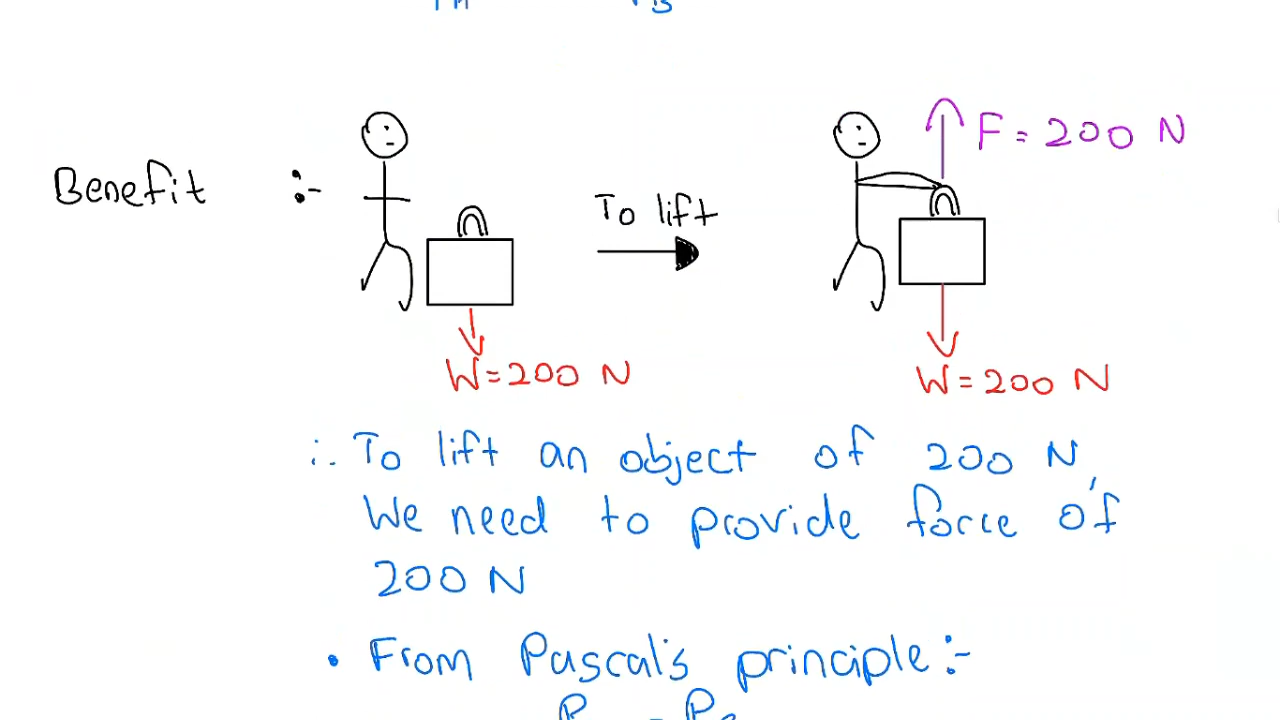 Benefit :-
To lift
F = 200 N
W = 200 N
W = 200 N
∴ To lift an object of 200 N,
We need to provide force of
200 N
• From Pascal's principle :-